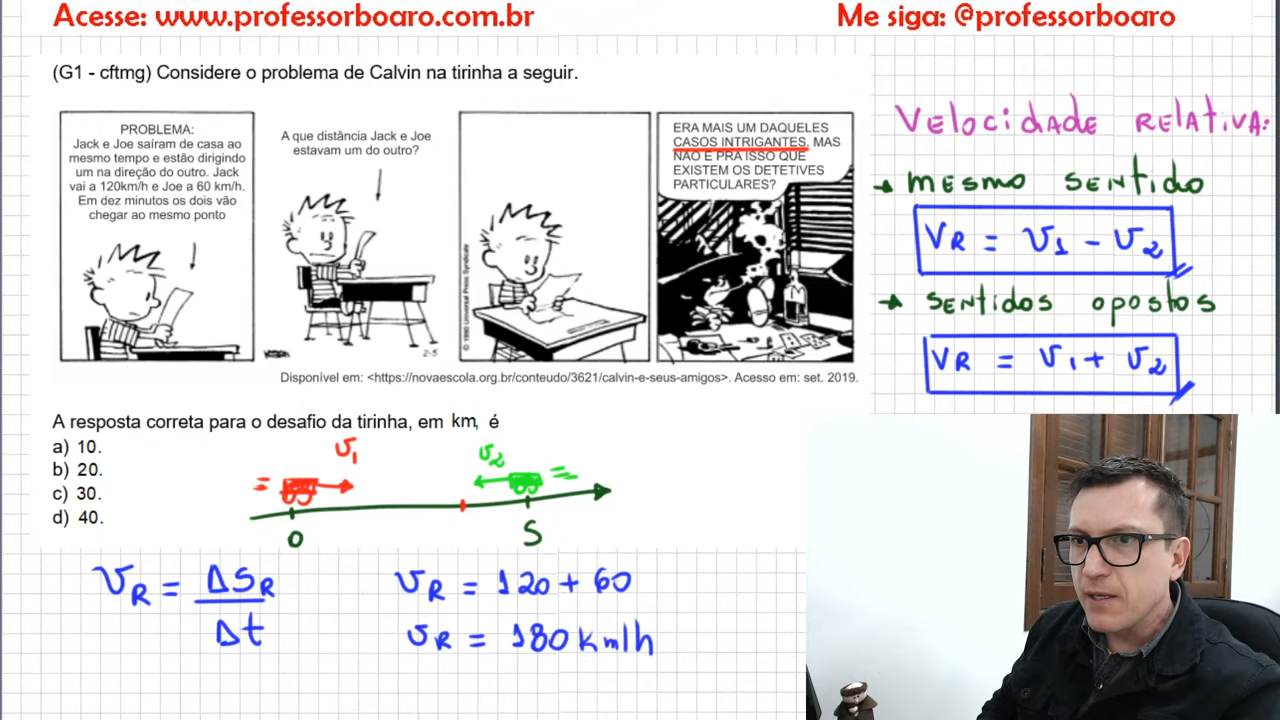 Acesse: www.professorboaro.com.br
Me siga: @professorboaro
(G1 - cftmg) Considere o problema de Calvin na tirinha a seguir.
PROBLEMA:
Jack e Joe saíram de casa ao
mesmo tempo e estão dirigindo
um na direção do outro. Jack
vai a 120km/h e Joe a 60 km/h.
Em dez minutos os dois vão
chegar ao mesmo ponto
A que distância Jack e Joe
estavam um do outro?
2-5
© 1990 Universal Press Syndicate
ERA MAIS UM DAQUELES
CASOS INTRIGANTES, MAS
NÃO É PRA ISSO QUE
EXISTEM OS DETETIVES
PARTICULARES?
Disponível em: <https://novaescola.org.br/conteudo/3621/calvin-e-seus-amigos>. Acesso em: set. 2019.
A resposta correta para o desafio da tirinha, em km, é
a) 10.
b) 20.
c) 30.
d) 40.
v1
v2
0
S
VR = ΔSR / Δt
VR = 120 + 60
VR = 180 km/h
VELOCIDADE RELATIVA:
→ MESMO SENTIDO
VR = V1 - V2
→ SENTIDOS OPOSTOS
VR = V1 + V2